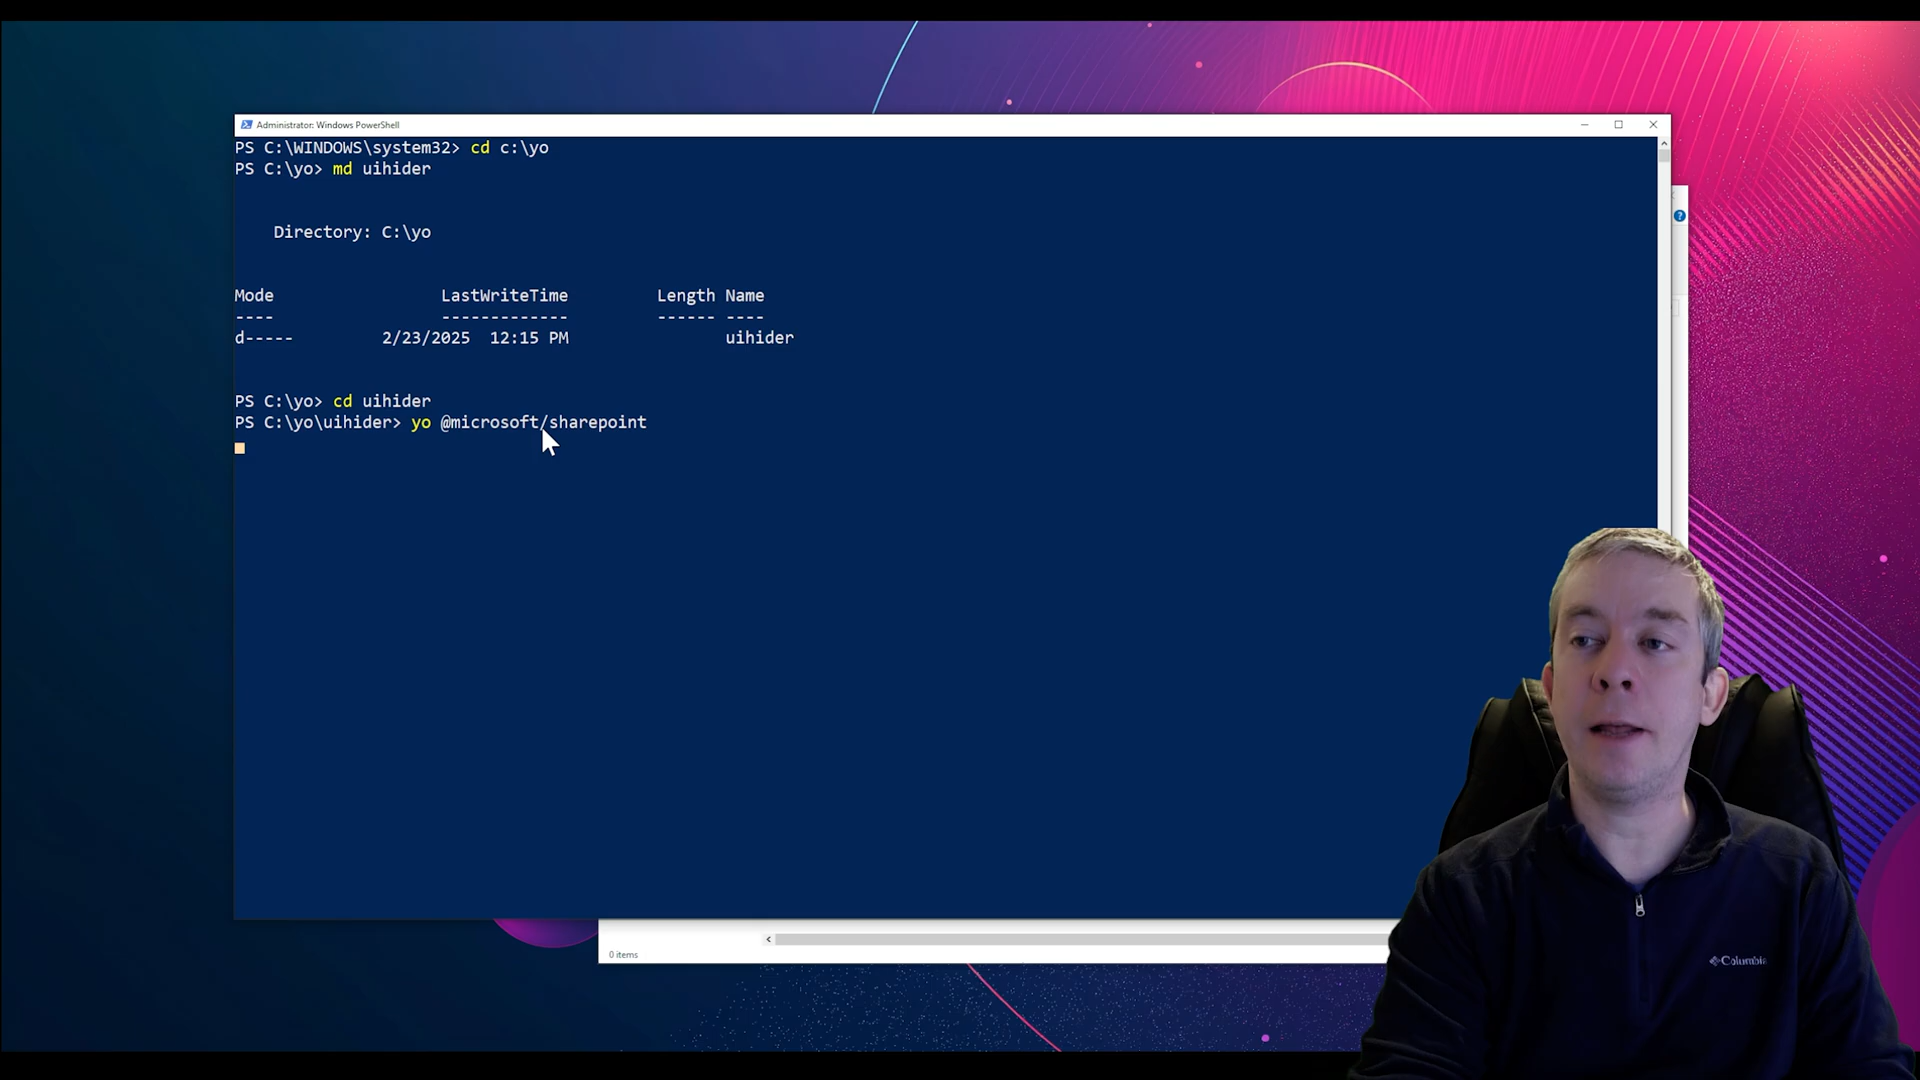 Administrator: Windows PowerShell
PS C:\WINDOWS\system32> cd c:\yo
PS C:\yo> md uihider
Directory: C:\yo
Mode LastWriteTime Length Name
---- ------------- ------ ----
d----- 2/23/2025 12:15 PM uihider
PS C:\yo> cd uihider
PS C:\yo\uihider> yo @microsoft/sharepoint
0 items
Columbia